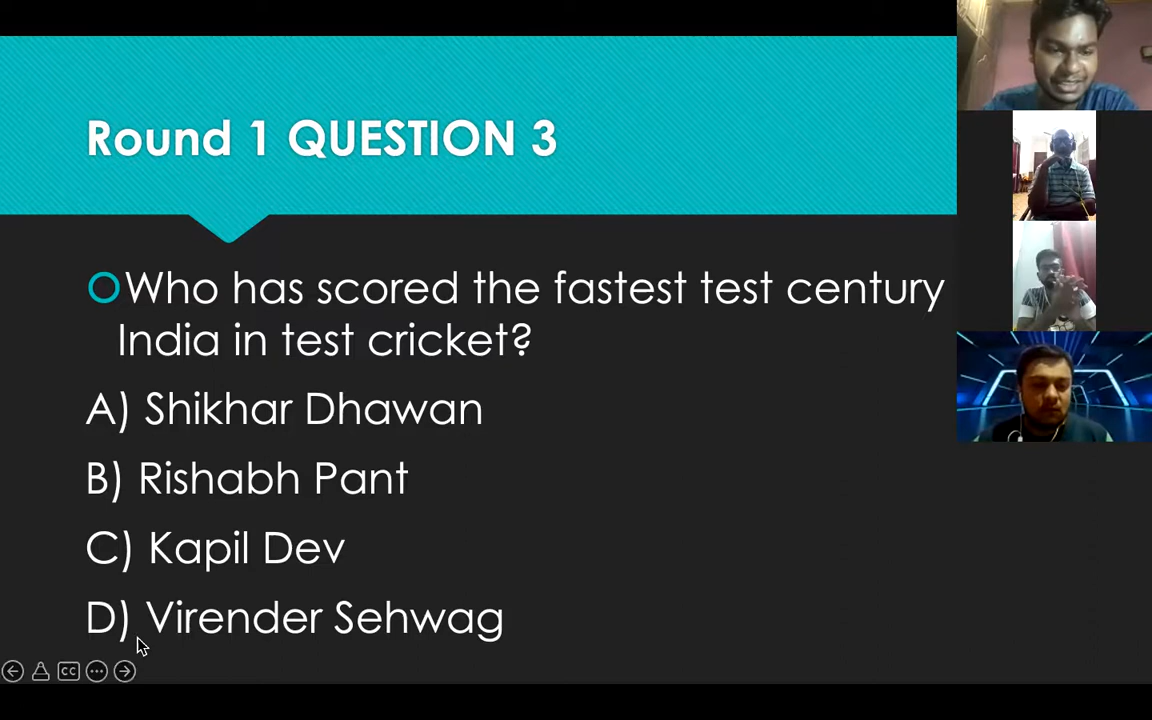 Round 1 QUESTION 3
Who has scored the fastest test century
India in test cricket?
A) Shikhar Dhawan
B) Rishabh Pant
C) Kapil Dev
D) Virender Sehwag
CC